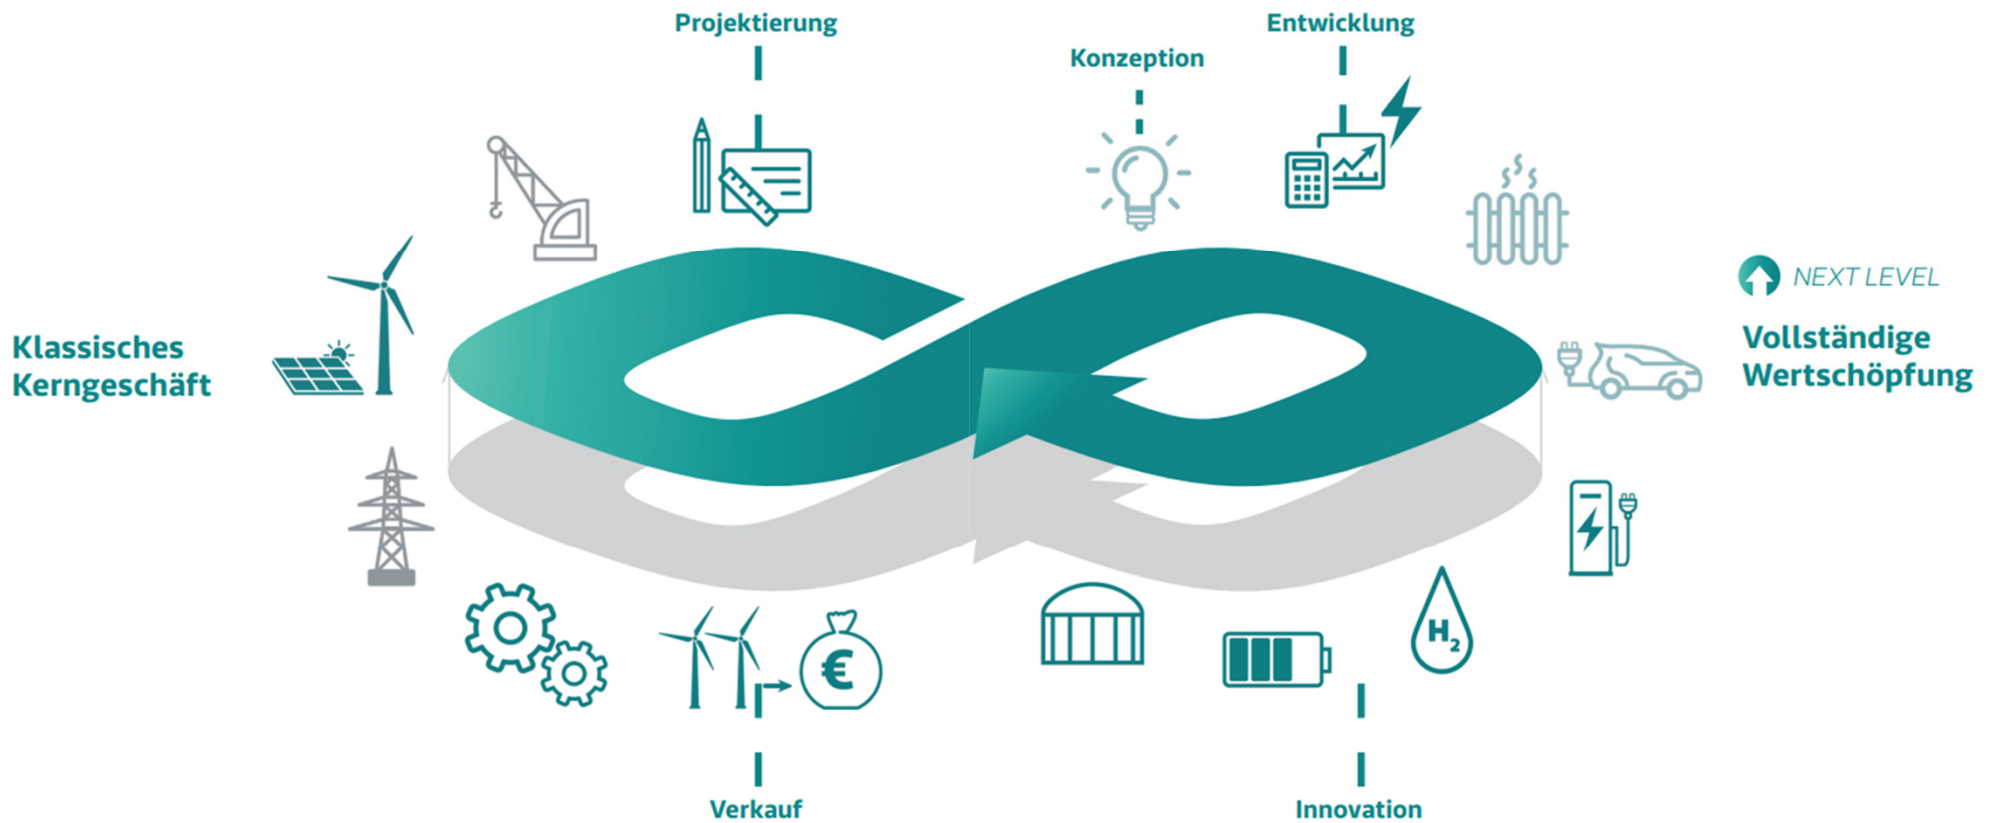 Projektierung
Entwicklung
Konzeption
NEXT LEVEL
Klassisches
Kerngeschäft
Vollständige
Wertschöpfung
€
H2
Verkauf
Innovation